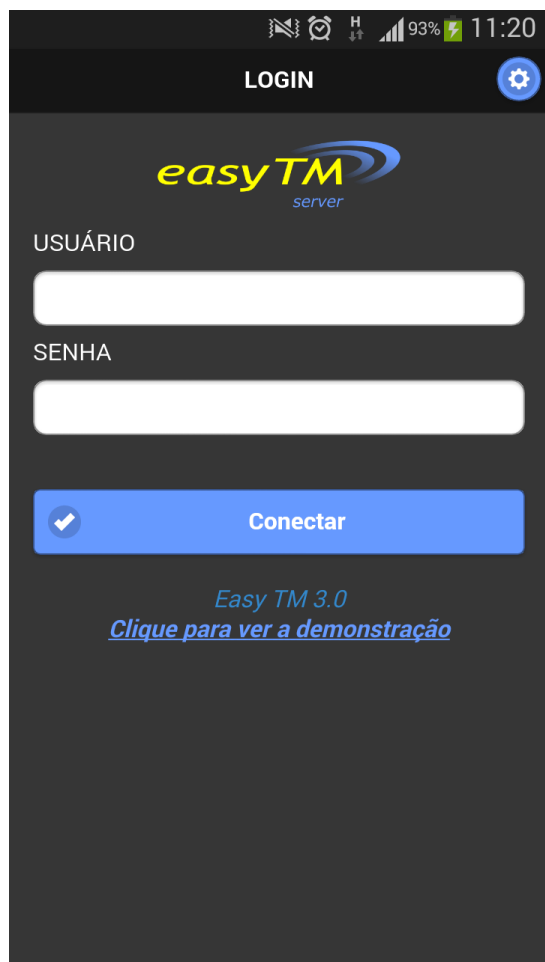 H 93% 11:20
LOGIN
easyTM
server
USUÁRIO
SENHA
Conectar
Easy TM 3.0
Clique para ver a demonstração